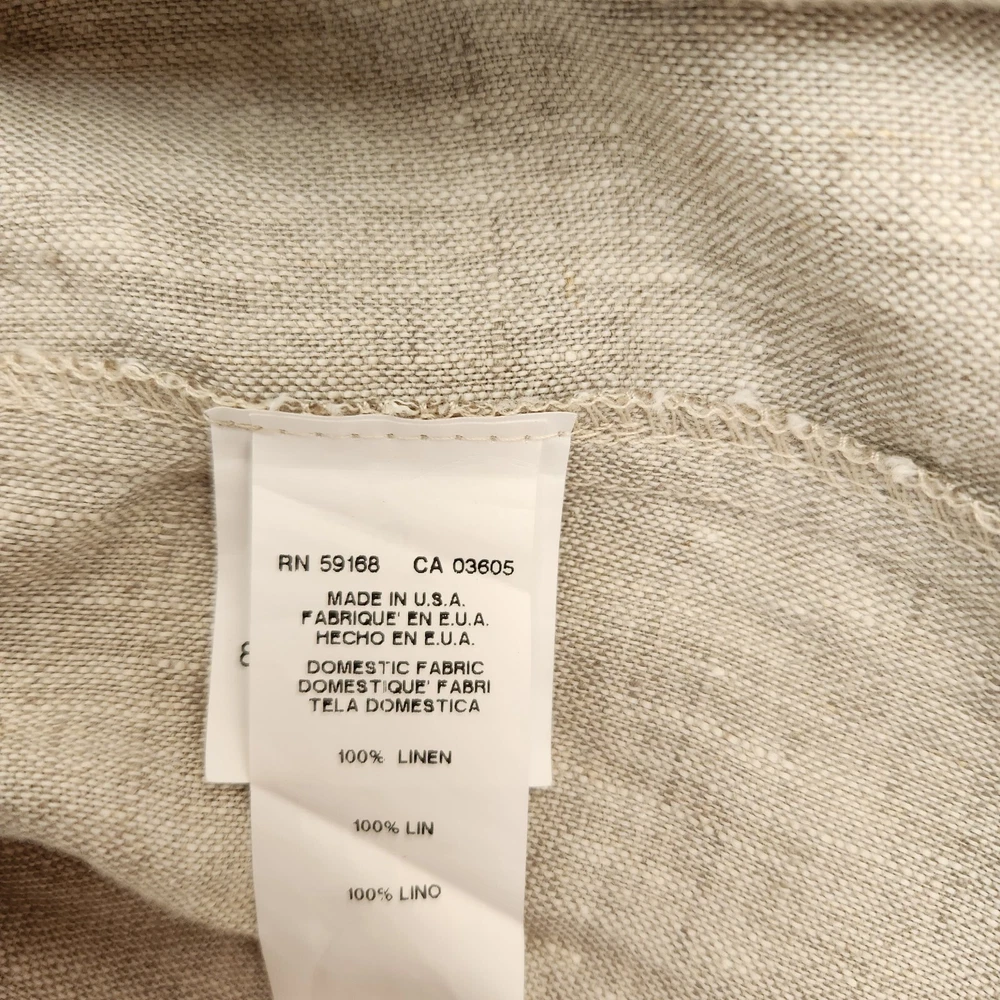 RN 59168 CA 03605
MADE IN U.S.A.
FABRIQUE' EN E.U.A.
HECHO EN E.U.A.
DOMESTIC FABRIC
DOMESTIQUE' FABRI
TELA DOMESTICA
100% LINEN
100% LIN
100% LINO